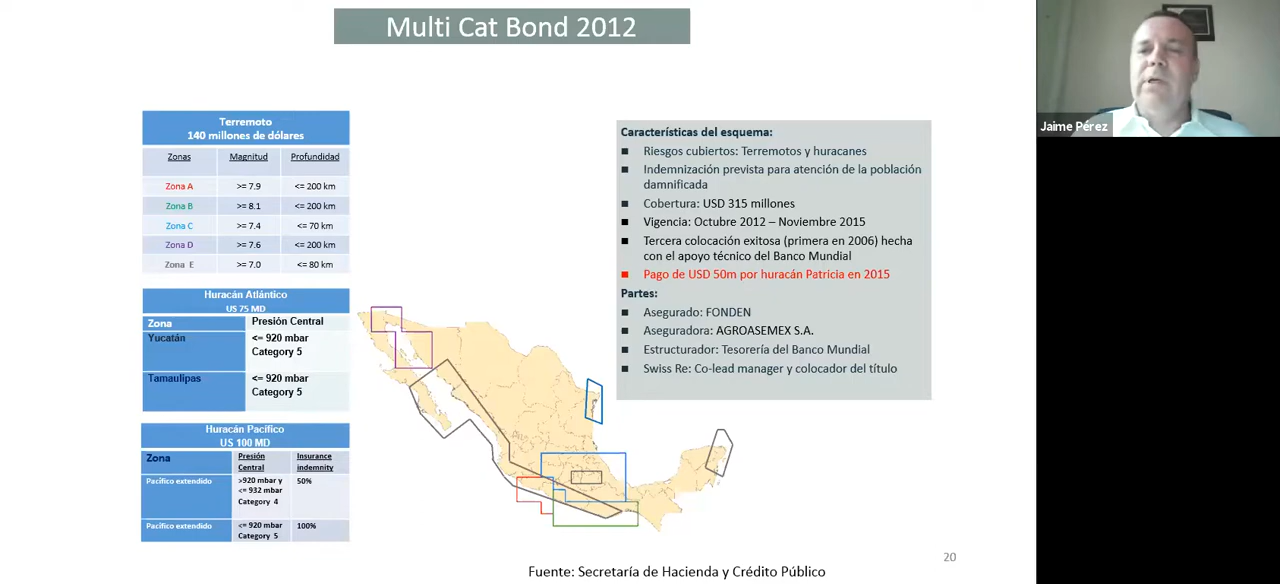 Multi Cat Bond 2012
Terremoto
140 millones de dólares
Zonas Magnitud Profundidad
Zona A >= 7.9 <= 200 km
Zona B >= 8.1 <= 200 km
Zona C >= 7.4 <= 70 km
Zona D >= 7.6 <= 200 km
Zona E >= 7.0 <= 80 km
Huracán Atlántico
US 75 MD
Zona Presión Central
Yucatán <= 920 mbar
Category 5
Tamaulipas <= 920 mbar
Category 5
Huracán Pacífico
US 100 MD
Zona Presión Central Insurance indemnity
Pacífico extendido >920 mbar y <= 932 mbar Category 4 50%
Pacífico extendido <= 920 mbar Category 5 100%
Características del esquema:
Riesgos cubiertos: Terremotos y huracanes
Indemnización prevista para atención de la población
damnificada
Cobertura: USD 315 millones
Vigencia: Octubre 2012 – Noviembre 2015
Tercera colocación exitosa (primera en 2006) hecha
con el apoyo técnico del Banco Mundial
Pago de USD 50m por huracán Patricia en 2015
Partes:
Asegurado: FONDEN
Aseguradora: AGROASEMEX S.A.
Estructurador: Tesorería del Banco Mundial
Swiss Re: Co-lead manager y colocador del título
20
Fuente: Secretaría de Hacienda y Crédito Público
Jaime Pérez